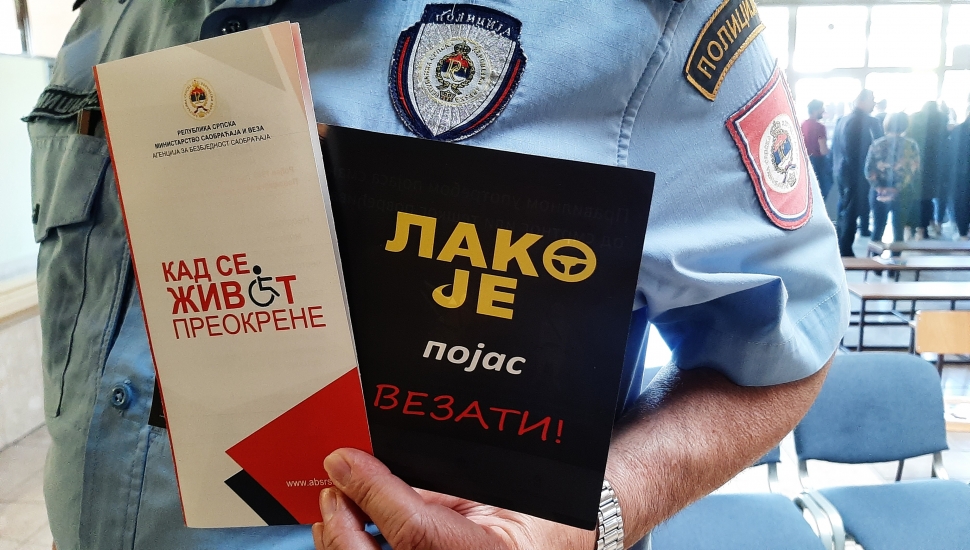 ПОЛИЦИЈА
ПОЛИЦИЈА
РЕПУБЛИКА СРПСКА
МИНИСТАРСТВО САОБРАЋАЈА И ВЕЗА
АГЕНЦИЈА ЗА БЕЗБЈЕДНОСТ САОБРАЋАЈА
КАД СЕ
ЖИВОТ
ПРЕОКРЕНЕ
www.absrs
ЛАКО
ЈЕ
појас
ВЕЗАТИ!